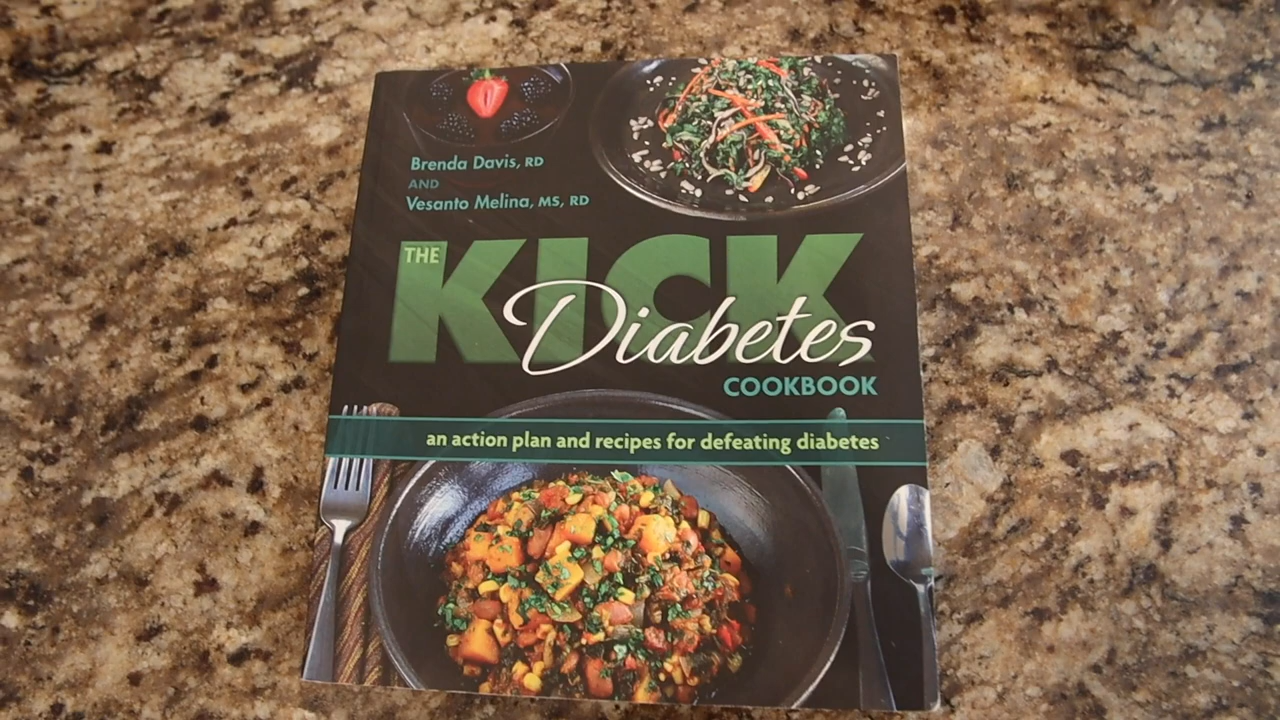 Brenda Davis, RD
AND
Vesanto Melina, MS, RD
THE
KICK
Diabetes
COOKBOOK
an action plan and recipes for defeating diabetes